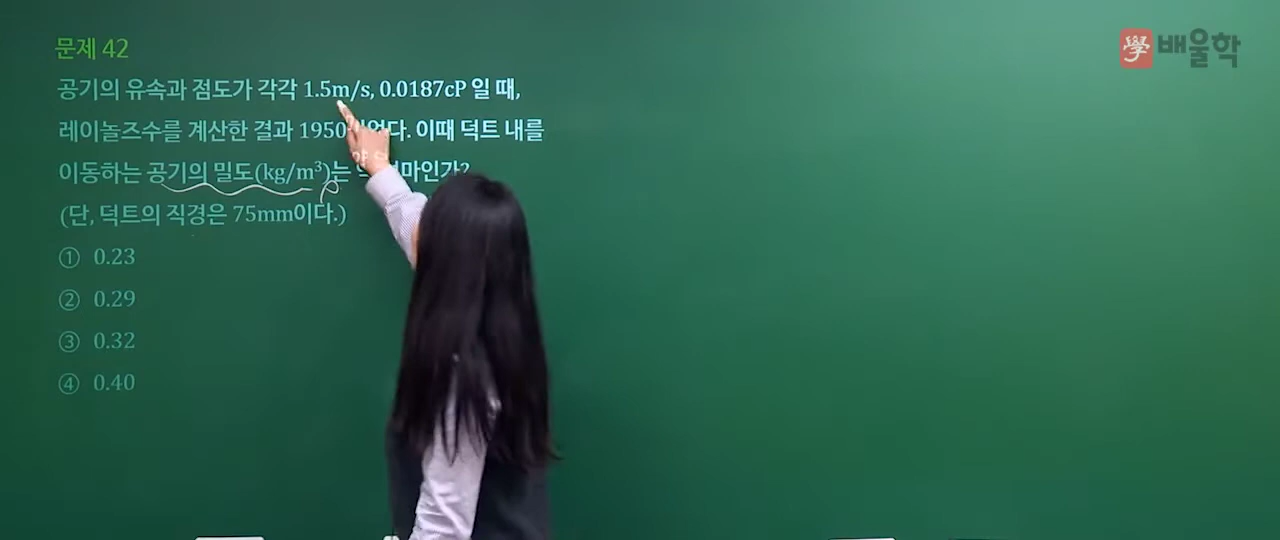 문제 42
學 배울학
공기의 유속과 점도가 각각 1.5m/s, 0.0187cP 일 때,
레이놀즈수를 계산한 결과 1950 이때 덕트 내를
이동하는 공기의 밀도(kg/m³)는
(단, 덕트의 직경은 75mm이다.)
ρ
① 0.23
② 0.29
③ 0.32
④ 0.40